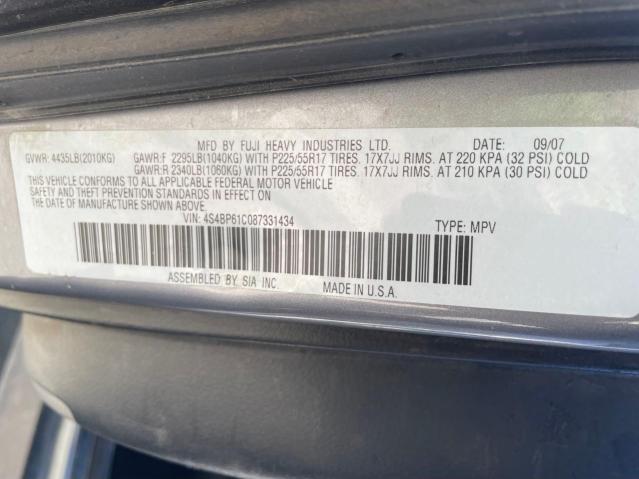 MFD BY FUJI HEAVY INDUSTRIES LTD. DATE: 09/07
GVWR: 4435LB(2010KG) GAWR:F 2295LB(1040KG) WITH P225/55R17 TIRES. 17X7JJ RIMS. AT 220 KPA (32 PSI) COLD
GAWR:R 2340LB(1060KG) WITH P225/55R17 TIRES. 17X7JJ RIMS. AT 210 KPA (30 PSI) COLD
THIS VEHICLE CONFORMS TO ALL APPLICABLE FEDERAL MOTOR VEHICLE
SAFETY AND THEFT PREVENTION STANDARDS IN EFFECT ON
THE DATE OF MANUFACTURE SHOWN ABOVE.
VIN: 4S4BP61C087331434 TYPE: MPV
ASSEMBLED BY SIA INC. MADE IN U.S.A.